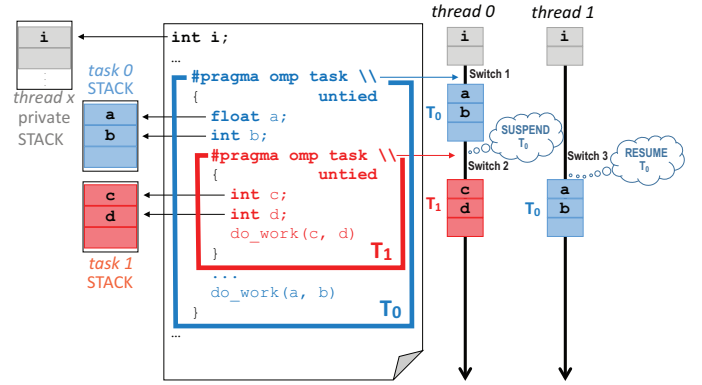 i
thread x
private
STACK
task 0
STACK
a
b
c
d
task 1
STACK
int i;
...
#pragma omp task \\
{ untied
float a;
int b;
#pragma omp task \\
{ untied
int c;
int d;
do_work(c, d)
} T1
...
do_work(a, b)
} T0
...
thread 0
i
Switch 1
T0
a
b
SUSPEND
T0
Switch 2
T1
c
d
thread 1
i
Switch 3
RESUME
T0
T0
a
b